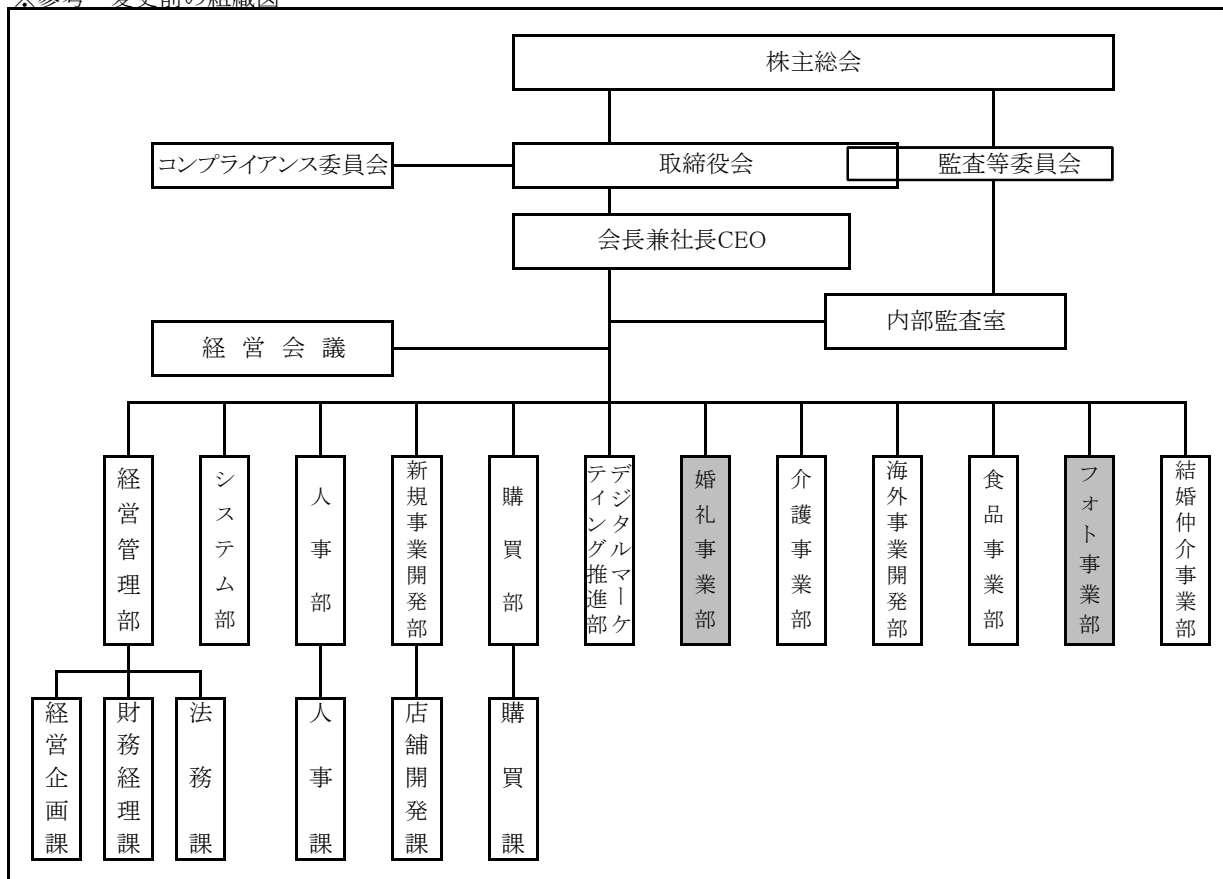 ※参考 変更前の組織図
株主総会
コンプライアンス委員会
取締役会
監査等委員会
会長兼社長CEO
内部監査室
経営会議
経営管理部
システム部
人事部
新規事業開発部
購買部
デジタルマーケ
ティング推進部
婚礼事業部
介護事業部
海外事業開発部
食品事業部
フォト事業部
結婚仲介事業部
経営企画課
財務経理課
法務課
人事課
店舗開発課
購買課